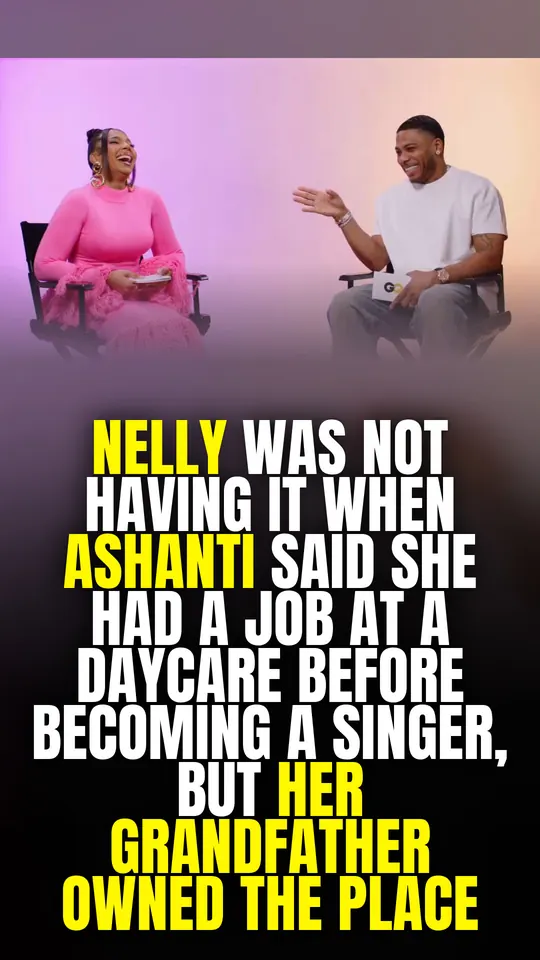 GQ
NELLY WAS NOT
HAVING IT WHEN
ASHANTI SAID SHE
HAD A JOB AT A
DAYCARE BEFORE
BECOMING A SINGER,
BUT HER
GRANDFATHER
OWNED THE PLACE